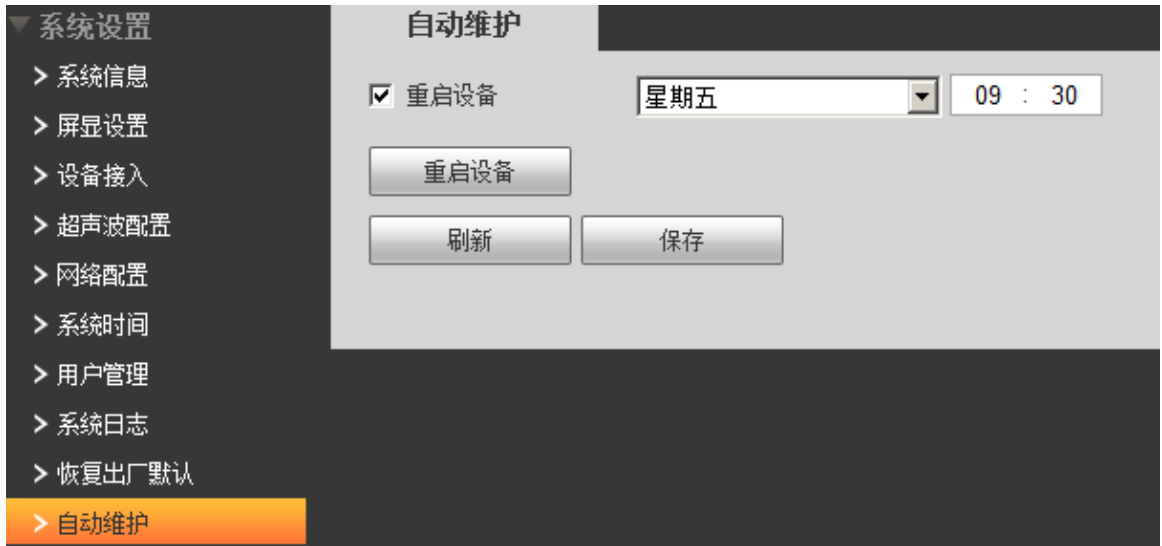 系统设置
系统信息
屏显设置
设备接入
超声波配置
网络配置
系统时间
用户管理
系统日志
恢复出厂默认
自动维护
自动维护
重启设备 星期五 09 : 30
重启设备
刷新 保存